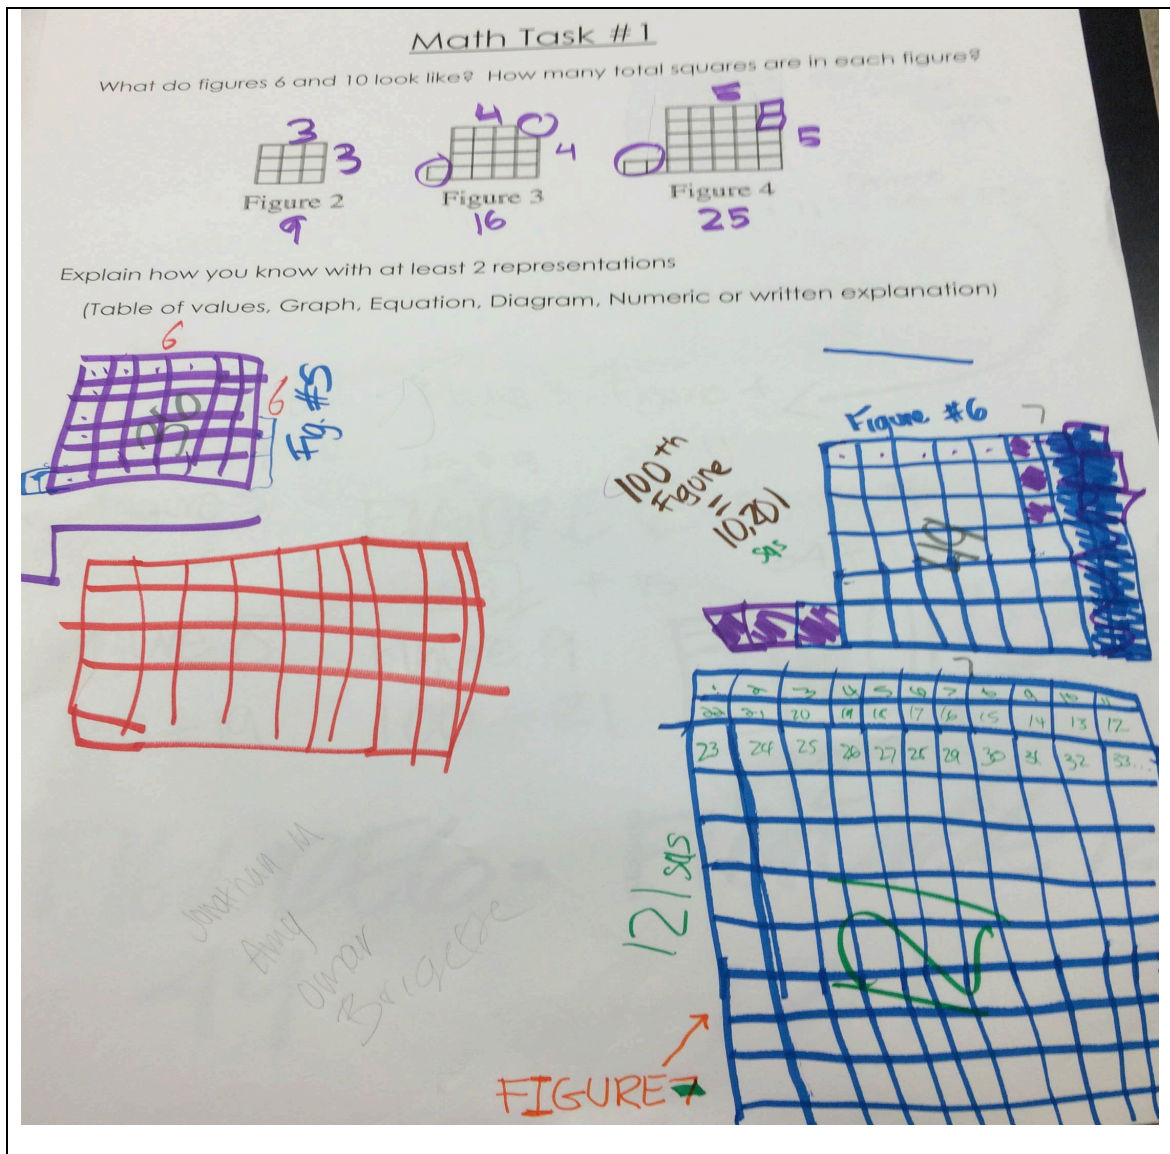 Math Task #1
What do figures 6 and 10 look like? How many total squares are in each figure?
3
3
4
4
5
5
Figure 2
Figure 3
Figure 4
9
16
25
Explain how you know with at least 2 representations
(Table of values, Graph, Equation, Diagram, Numeric or written explanation)
6
6
36
Fig. #5
100th
Figure
=
10,201
sqs
Figure #6
7
49
7
1 2 3 4 5 6 7 8 9 10 11
22 21 20 19 18 17 16 15 14 13 12
23 24 25 26 27 28 29 30 31 32 33...
121 sqs
121
FIGURE 7
Jonathan M
Amy
Omar